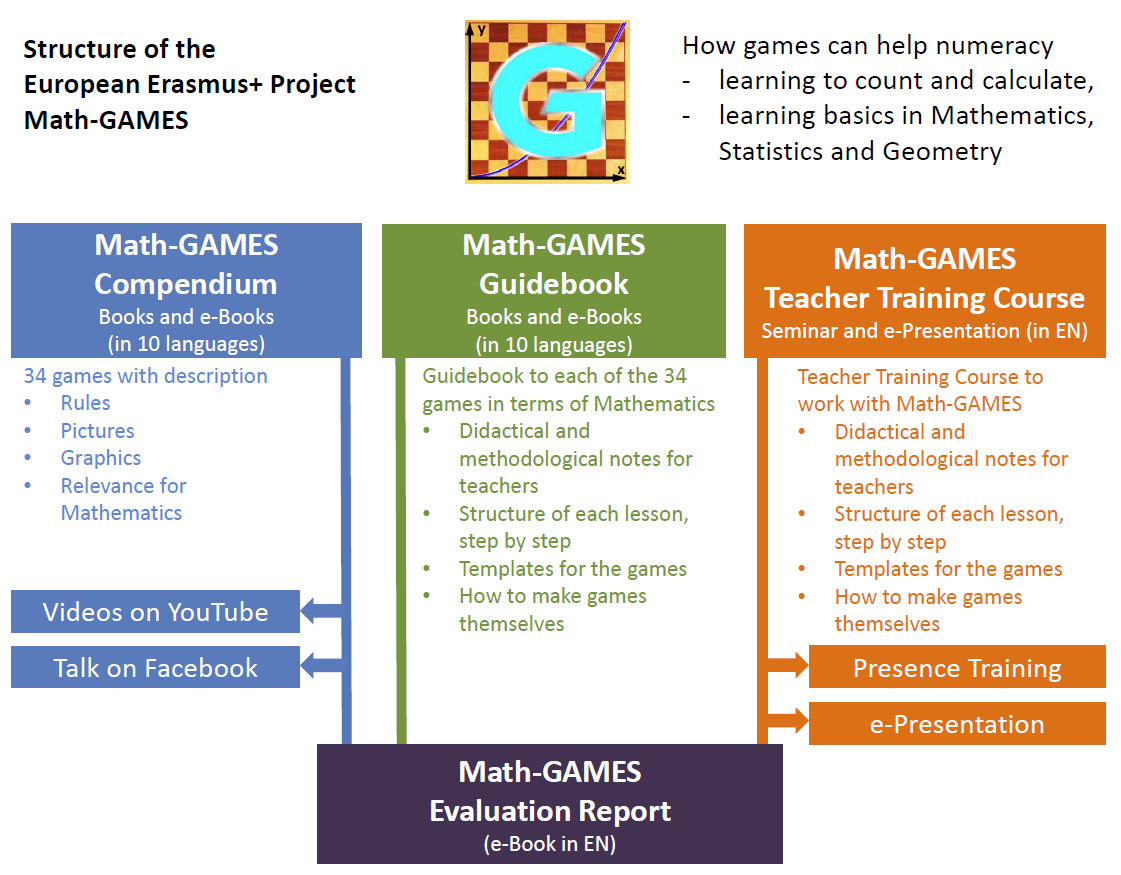 Structure of the
European Erasmus+ Project
Math-GAMES
y
G
x
How games can help numeracy
- learning to count and calculate,
- learning basics in Mathematics,
Statistics and Geometry
Math-GAMES
Compendium
Books and e-Books
(in 10 languages)
34 games with description
• Rules
• Pictures
• Graphics
• Relevance for
Mathematics
Videos on YouTube
Talk on Facebook
Math-GAMES
Guidebook
Books and e-Books
(in 10 languages)
Guidebook to each of the 34
games in terms of Mathematics
• Didactical and
methodological notes for
teachers
• Structure of each lesson,
step by step
• Templates for the games
• How to make games
themselves
Math-GAMES
Teacher Training Course
Seminar and e-Presentation (in EN)
Teacher Training Course to
work with Math-GAMES
• Didactical and
methodological notes for
teachers
• Structure of each lesson,
step by step
• Templates for the games
• How to make games
themselves
Presence Training
e-Presentation
Math-GAMES
Evaluation Report
(e-Book in EN)